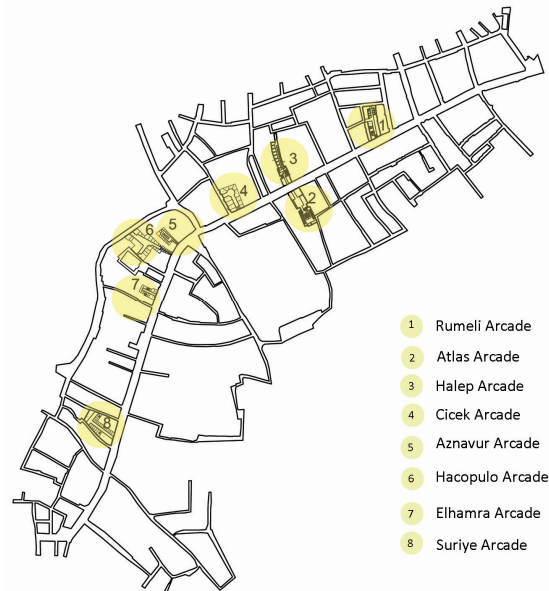 1
3
4
2
5
6
7
8
1 Rumeli Arcade
2 Atlas Arcade
3 Halep Arcade
4 Cicek Arcade
5 Aznavur Arcade
6 Hacopulo Arcade
7 Elhamra Arcade
8 Suriye Arcade